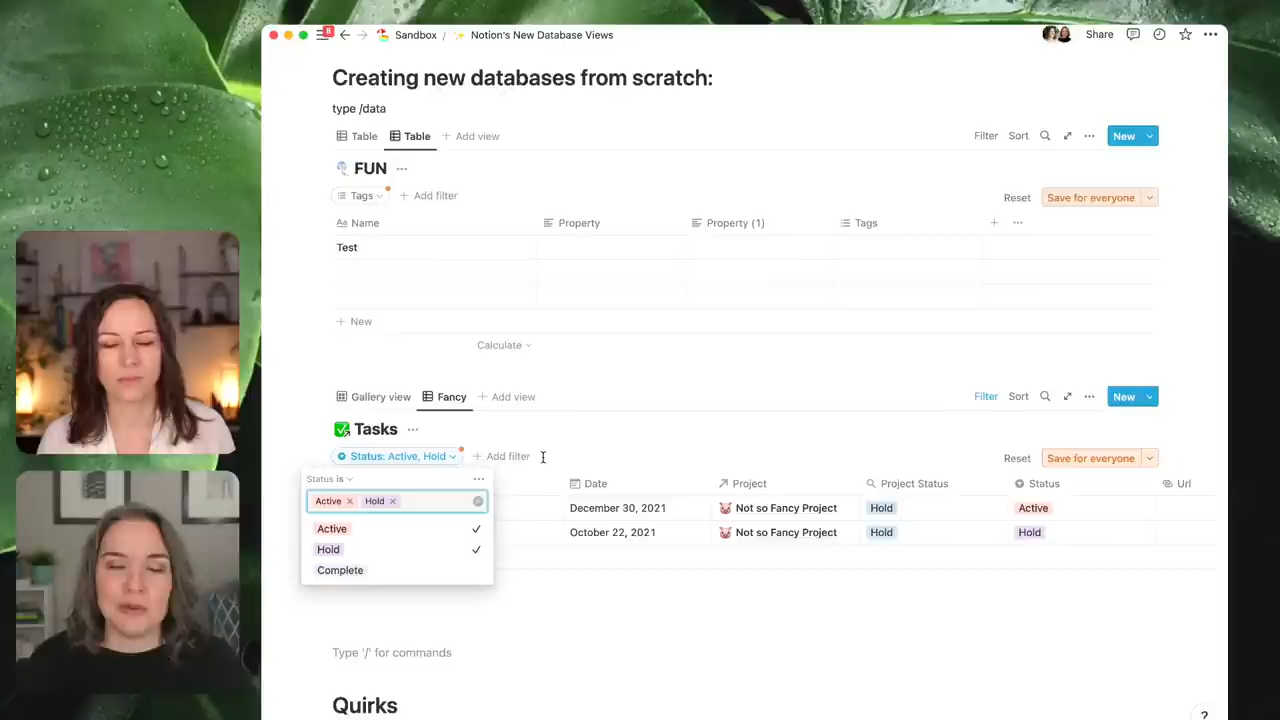 8
Sandbox / Notion's New Database Views
Share
Creating new databases from scratch:
type /data
Table Table + Add view
Filter Sort New
FUN
Tags + Add filter
Reset Save for everyone
Aa Name Property Property (1) Tags +
Test
+ New
Calculate
Gallery view Fancy + Add view
Filter Sort New
Tasks
Status: Active, Hold + Add filter
Reset Save for everyone
Status is
Active × Hold ×
Active
Hold
Complete
Date Project Project Status Status Url
December 30, 2021 Not so Fancy Project Hold Active
October 22, 2021 Not so Fancy Project Hold Hold
Type '/' for commands
Quirks
?